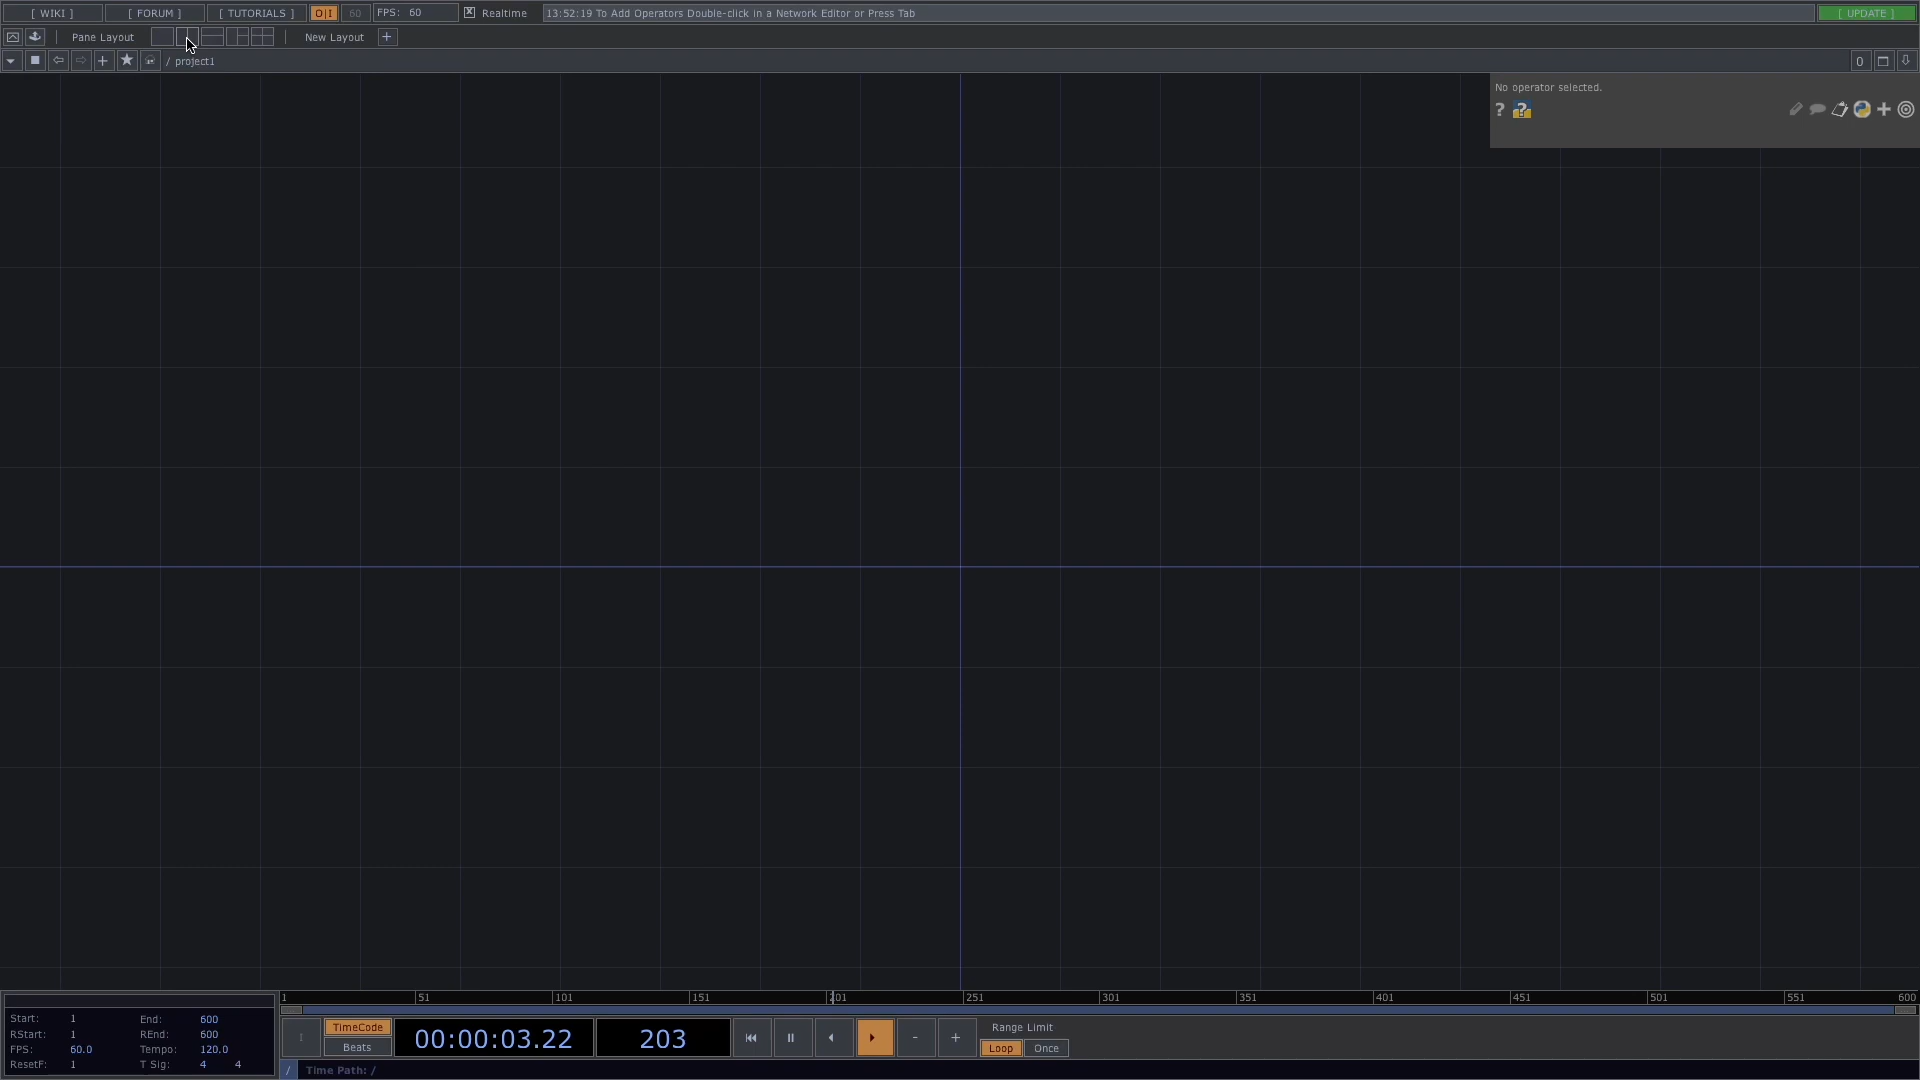 [ WIKI ] [ FORUM ] [ TUTORIALS ] O|I 60 FPS: 60 Realtime 13:52:19 To Add Operators Double-click in a Network Editor or Press Tab [ UPDATE ]
Pane Layout New Layout +
/ project1 0
No operator selected.
1 51 101 151 201 251 301 351 401 451 501 551 600
Start: 1 End: 600
RStart: 1 REnd: 600
FPS: 60.0 Tempo: 120.0
ResetF: 1 T Sig: 4 4
TimeCode
Beats
00:00:03.22 203 - +
Range Limit
Loop Once
/ Time Path: /